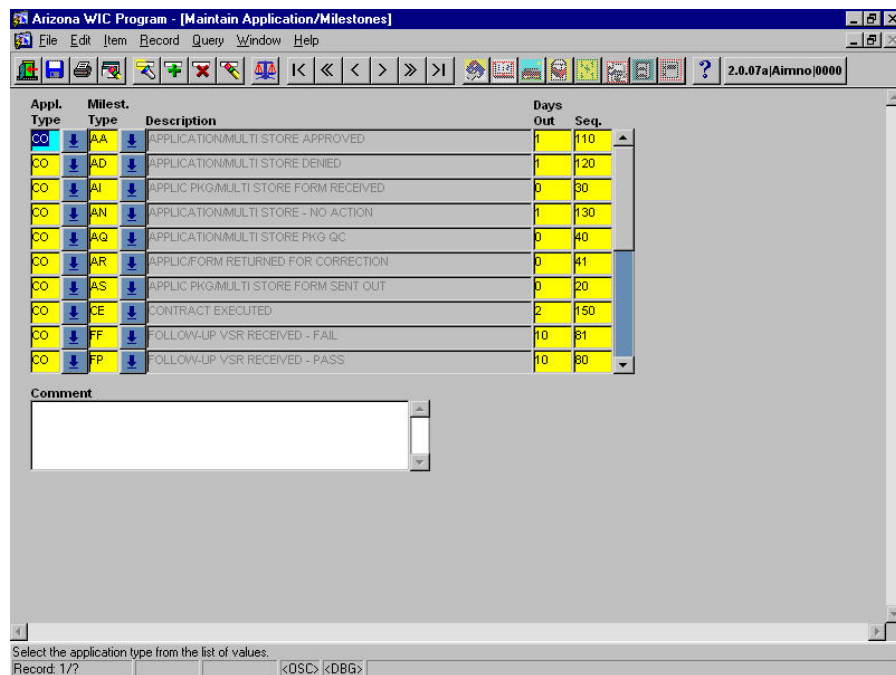 Arizona WIC Program - [Maintain Application/Milestones]
File Edit Item Record Query Window Help
2.0.07a|Aimno|0000
Appl. Type Milest. Type Description Days Out Seq.
CO AA APPLICATION/MULTI STORE APPROVED 1 110
CO AD APPLICATION/MULTI STORE DENIED 1 120
CO AI APPLIC PKG/MULTI STORE FORM RECEIVED 0 30
CO AN APPLICATION/MULTI STORE - NO ACTION 1 130
CO AQ APPLICATION/MULTI STORE PKG QC 0 40
CO AR APPLIC/FORM RETURNED FOR CORRECTION 0 41
CO AS APPLIC PKG/MULTI STORE FORM SENT OUT 0 20
CO CE CONTRACT EXECUTED 2 150
CO FF FOLLOW-UP VSR RECEIVED - FAIL 10 81
CO FP FOLLOW-UP VSR RECEIVED - PASS 10 80
Comment
Select the application type from the list of values.
Record: 1/? <OSC> <DBG>